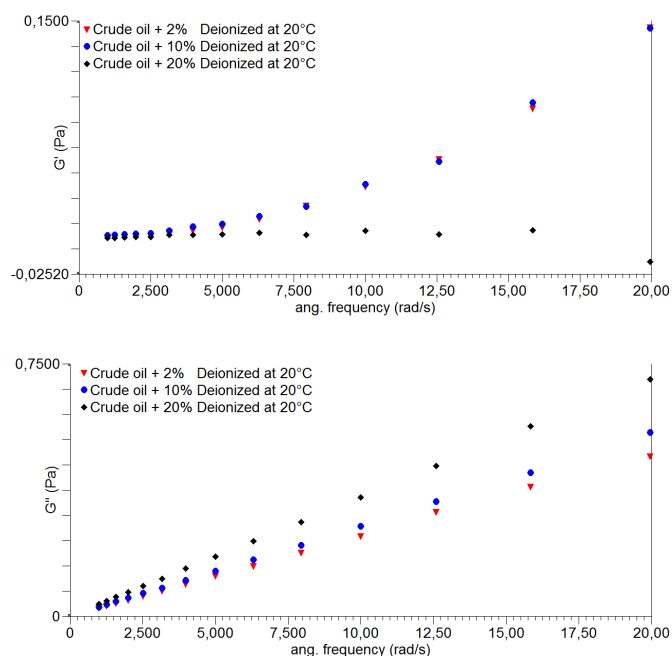 0,1500
Crude oil + 2% Deionized at 20°C
Crude oil + 10% Deionized at 20°C
Crude oil + 20% Deionized at 20°C
G' (Pa)
-0,02520
0 2,500 5,000 7,500 10,00 12,50 15,00 17,50 20,00
ang. frequency (rad/s)
0,7500
Crude oil + 2% Deionized at 20°C
Crude oil + 10% Deionized at 20°C
Crude oil + 20% Deionized at 20°C
G'' (Pa)
0
0 2,500 5,000 7,500 10,00 12,50 15,00 17,50 20,00
ang. frequency (rad/s)